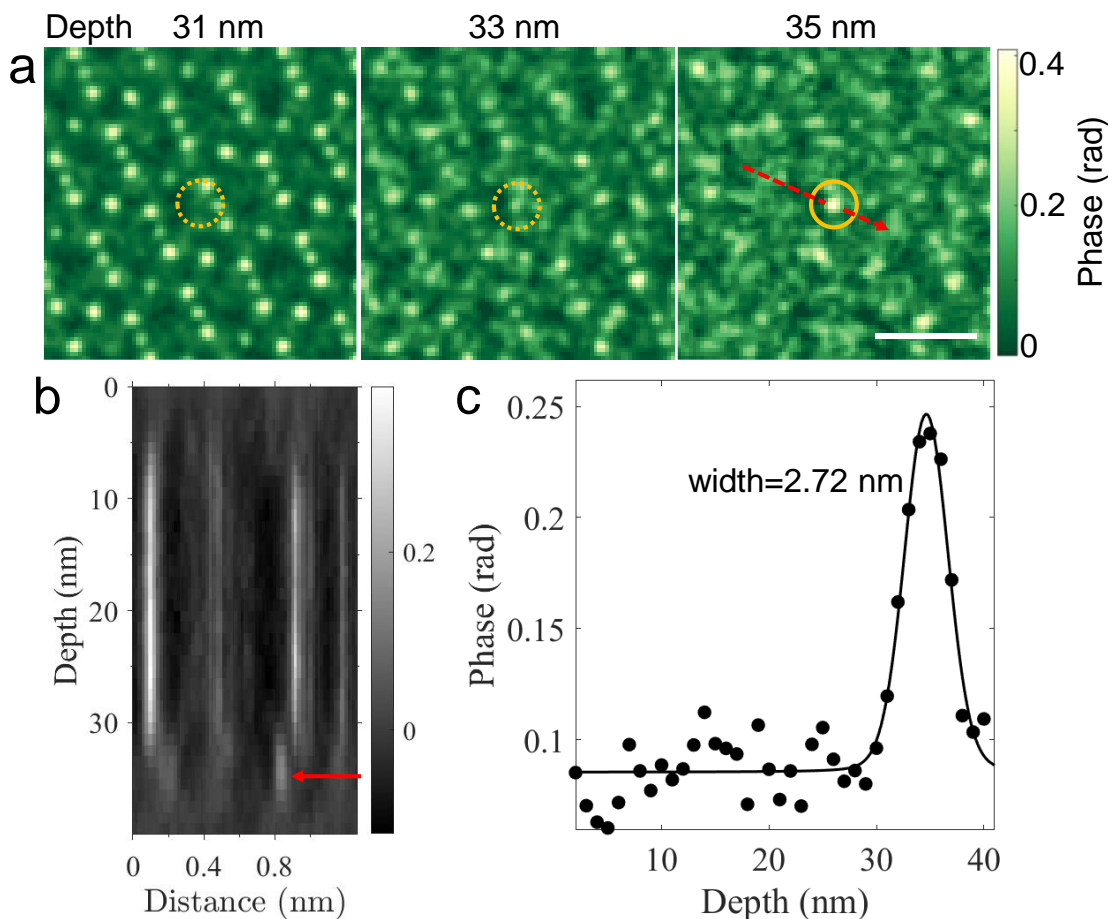 Depth 31 nm 33 nm 35 nm
a
0.4
0.2
0
Phase (rad)
b
0
10
20
30
Depth (nm)
0 0.4 0.8
Distance (nm)
0.2
0
c
0.25
0.2
0.15
0.1
Phase (rad)
width=2.72 nm
10 20 30 40
Depth (nm)